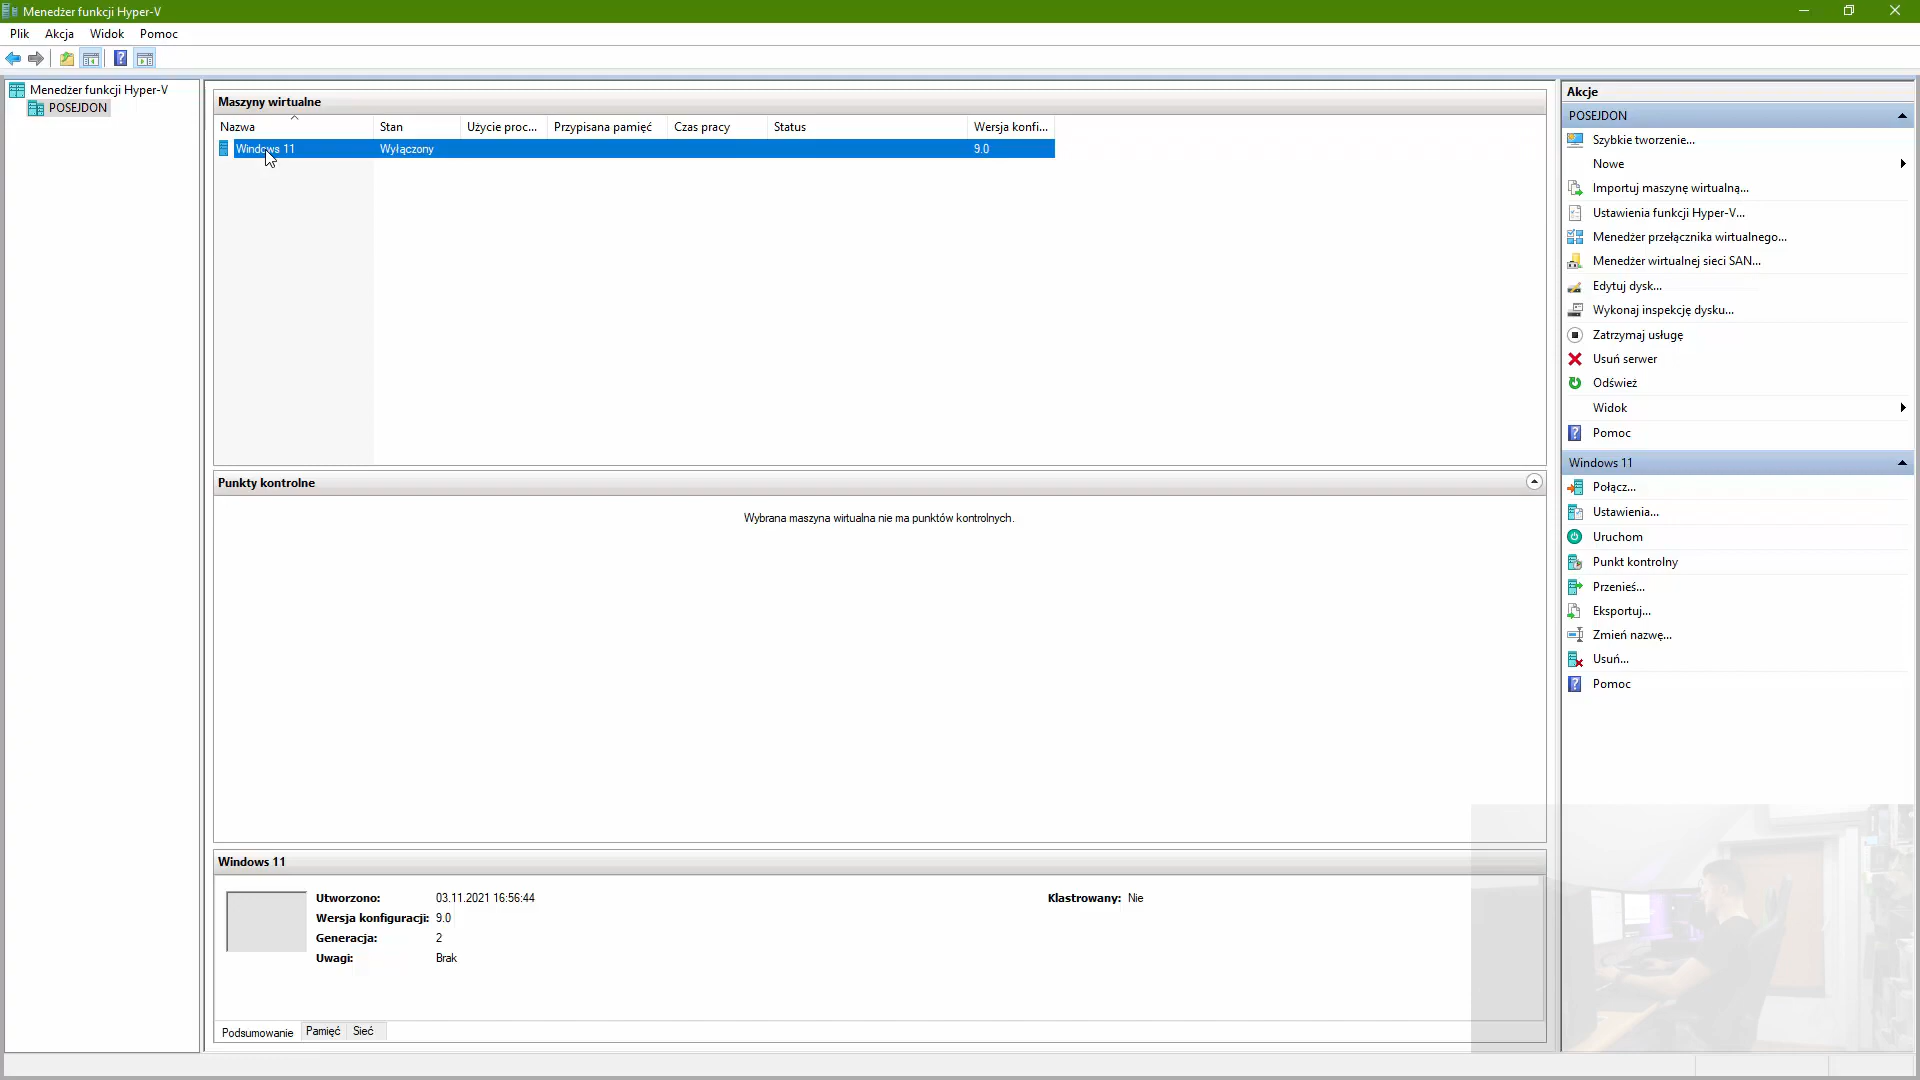 Menedżer funkcji Hyper-V
Plik Akcja Widok Pomoc
Menedżer funkcji Hyper-V
POSEJDON
Maszyny wirtualne
Nazwa Stan Użycie proc... Przypisana pamięć Czas pracy Status Wersja konfi...
Windows 11 Wyłączony 9.0
Punkty kontrolne
Wybrana maszyna wirtualna nie ma punktów kontrolnych.
Windows 11
Utworzono: 03.11.2021 16:56:44 Klastrowany: Nie
Wersja konfiguracji: 9.0
Generacja: 2
Uwagi: Brak
Podsumowanie Pamięć Sieć
Akcje
POSEJDON
Szybkie tworzenie...
Nowe
Importuj maszynę wirtualną...
Ustawienia funkcji Hyper-V...
Menedżer przełącznika wirtualnego...
Menedżer wirtualnej sieci SAN...
Edytuj dysk...
Wykonaj inspekcję dysku...
Zatrzymaj usługę
Usuń serwer
Odśwież
Widok
Pomoc
Windows 11
Połącz...
Ustawienia...
Uruchom
Punkt kontrolny
Przenieś...
Eksportuj...
Zmień nazwę...
Usuń...
Pomoc